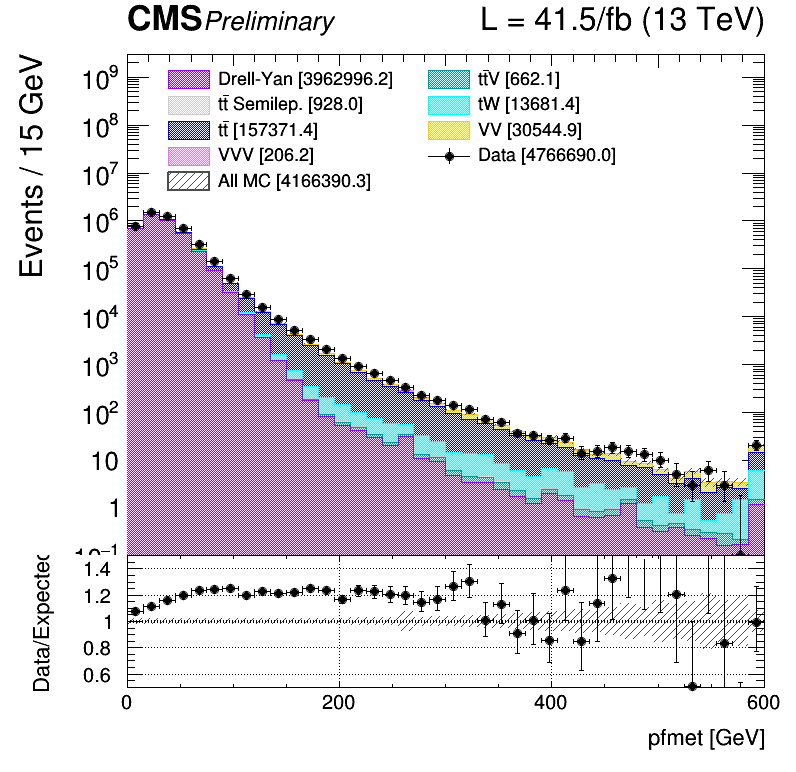 CMS Preliminary L = 41.5/fb (13 TeV)
Events / 15 GeV
Drell-Yan [3962996.2]
tt̄ Semilep. [928.0]
tt̄ [157371.4]
VVV [206.2]
All MC [4166390.3]
tt̄V [662.1]
tW [13681.4]
VV [30544.9]
Data [4766690.0]
10⁹
10⁸
10⁷
10⁶
10⁵
10⁴
10³
10²
10
1
10⁻¹
Data/Expected
1.4
1.2
1
0.8
0.6
0 200 400 600
pfmet [GeV]